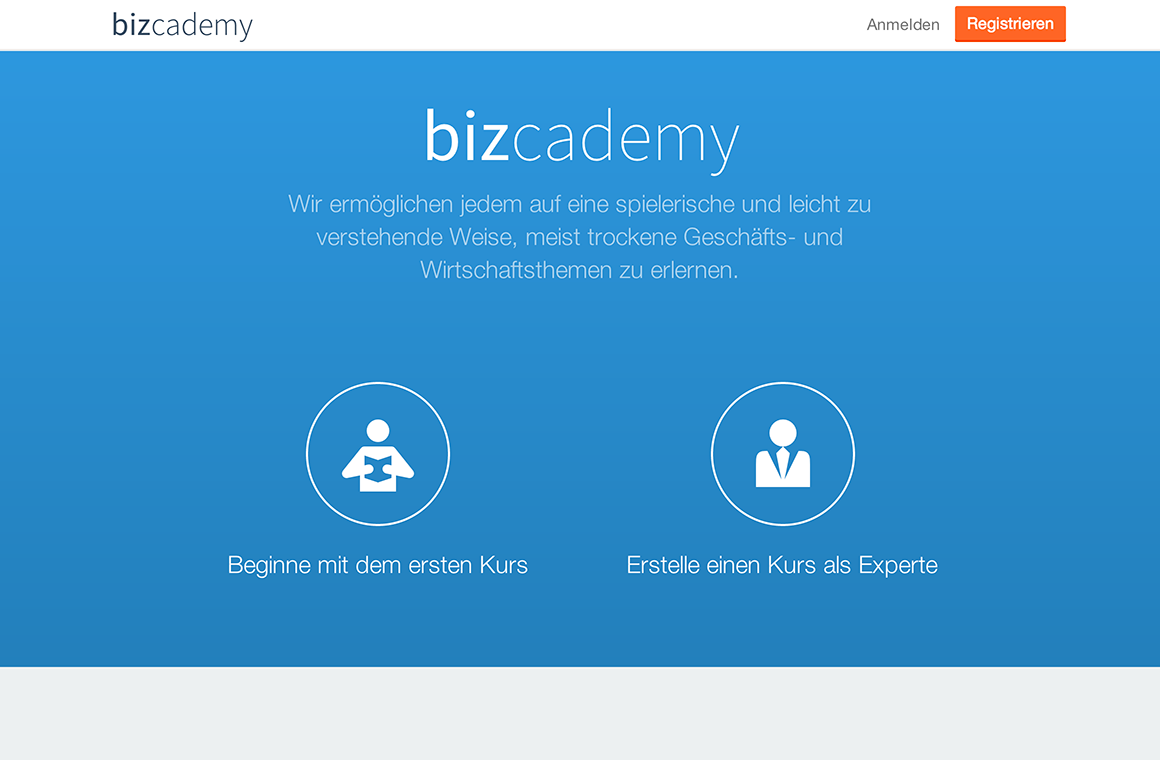 bizcademy
Anmelden
Registrieren
bizcademy
Wir ermöglichen jedem auf eine spielerische und leicht zu
verstehende Weise, meist trockene Geschäfts- und
Wirtschaftsthemen zu erlernen.
Beginne mit dem ersten Kurs
Erstelle einen Kurs als Experte